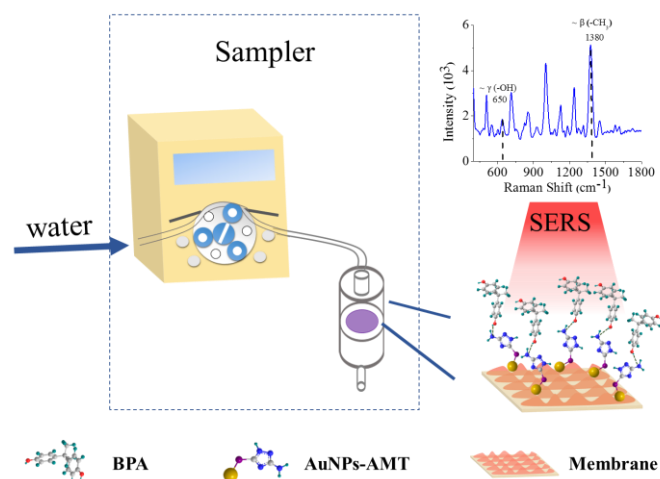 Sampler
water
~ β (-CH3)
1380
~ γ (-OH)
650
Intensity (10³)
6
4
2
0
600 900 1200 1500 1800
Raman Shift (cm-1)
SERS
BPA
AuNPs-AMT
Membrane